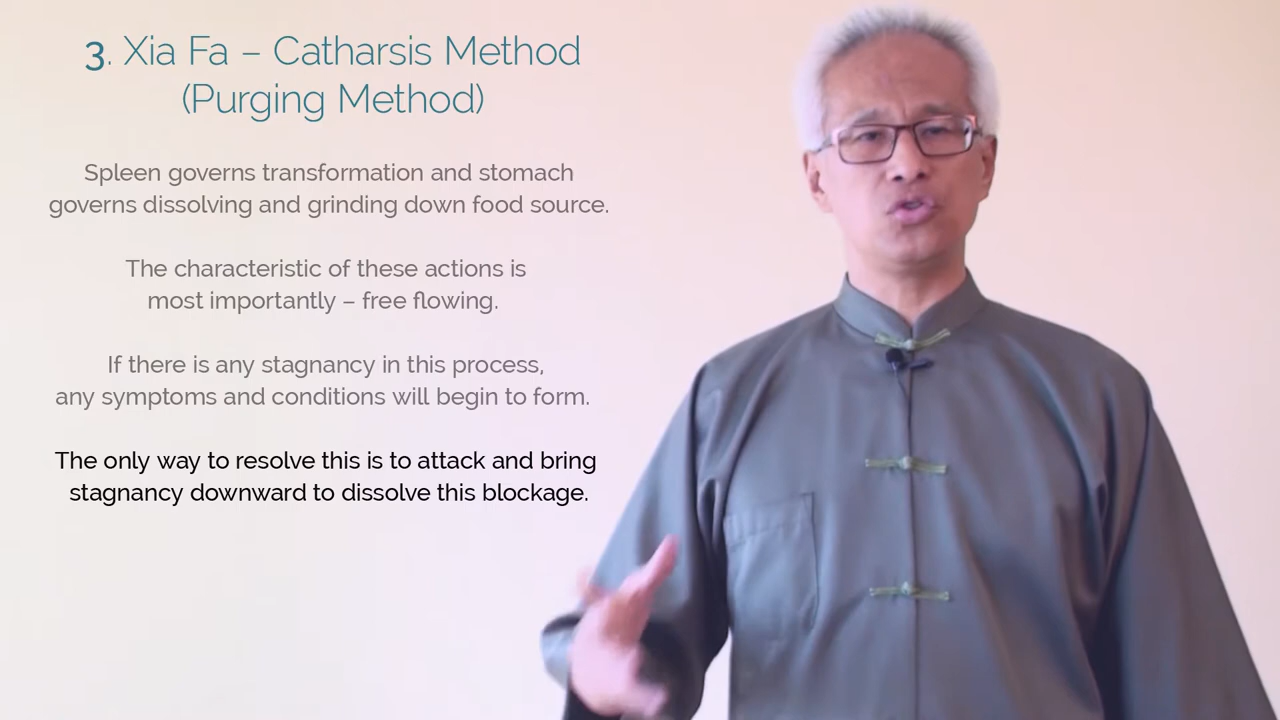 3. Xia Fa – Catharsis Method
(Purging Method)
Spleen governs transformation and stomach
governs dissolving and grinding down food source.
The characteristic of these actions is
most importantly – free flowing.
If there is any stagnancy in this process,
any symptoms and conditions will begin to form.
The only way to resolve this is to attack and bring
stagnancy downward to dissolve this blockage.